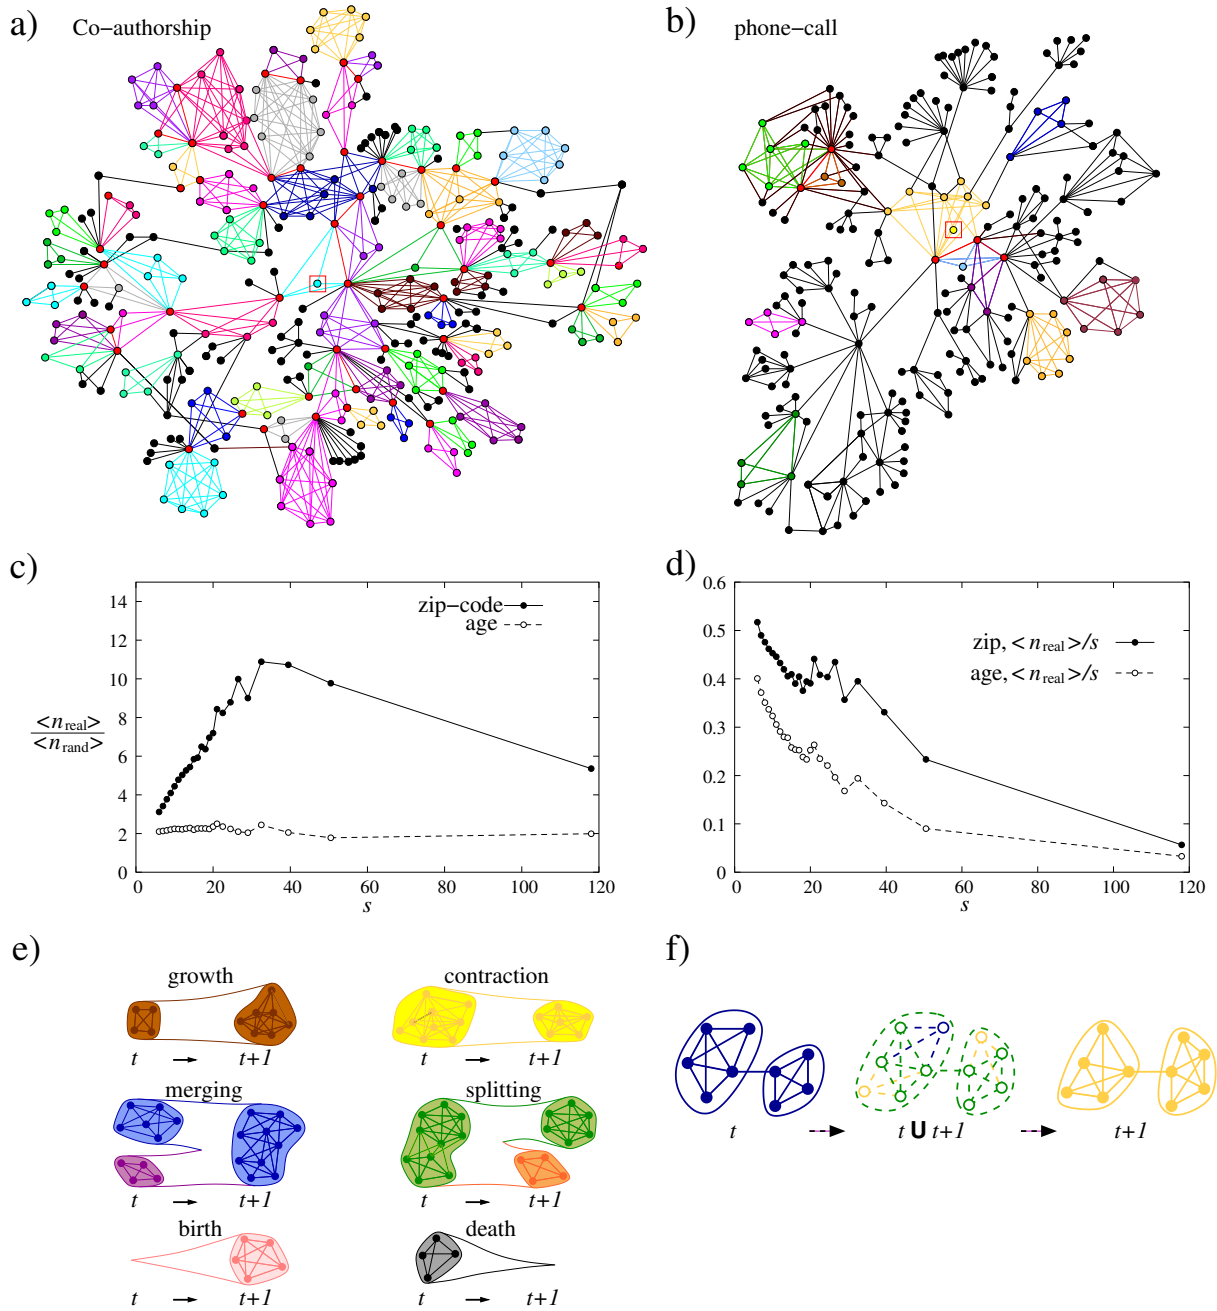 a) Co-authorship
b) phone-call
c)
14
12
10
8
6
4
2
0
0 20 40 60 80 100 120
s
<n_real>
<n_rand>
zip-code
age
d)
0.6
0.5
0.4
0.3
0.2
0.1
0
0 20 40 60 80 100 120
s
zip, <n_real>/s
age, <n_real>/s
e)
growth
t → t+1
contraction
t → t+1
merging
t → t+1
splitting
t → t+1
birth
t → t+1
death
t → t+1
f)
t → t U t+1 → t+1